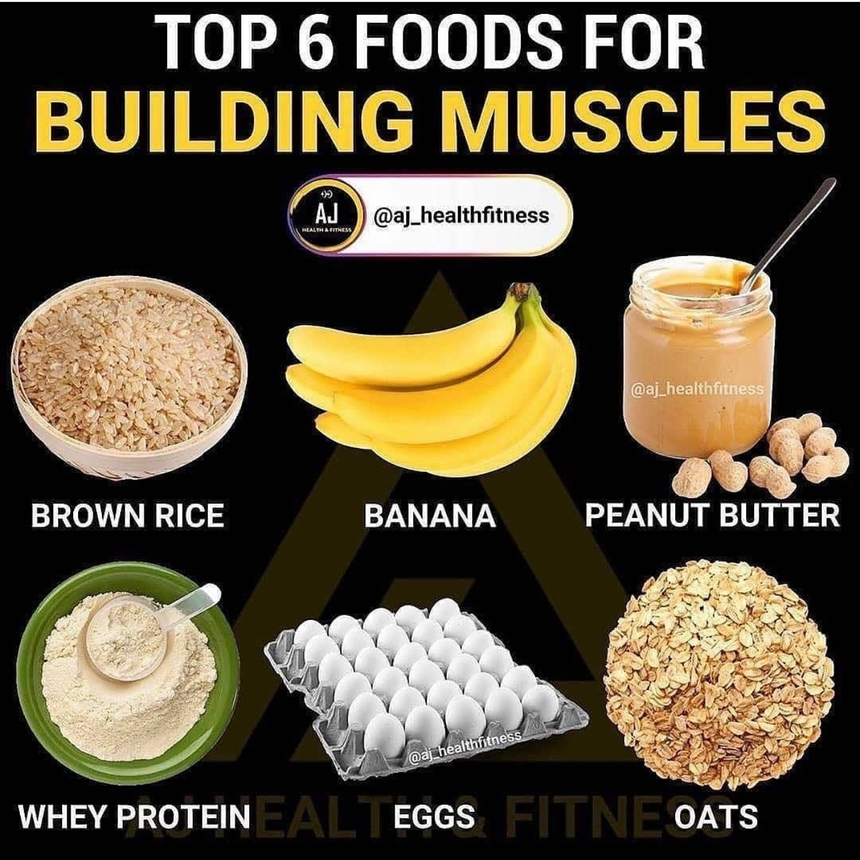 TOP 6 FOODS FOR
BUILDING MUSCLES
AJ
HEALTH & FITNESS
@aj_healthfitness
@aj_healthfitness
BROWN RICE
BANANA
PEANUT BUTTER
@aj_healthfitness
WHEY PROTEIN
EGGS
OATS
AJ HEALTH & FITNESS